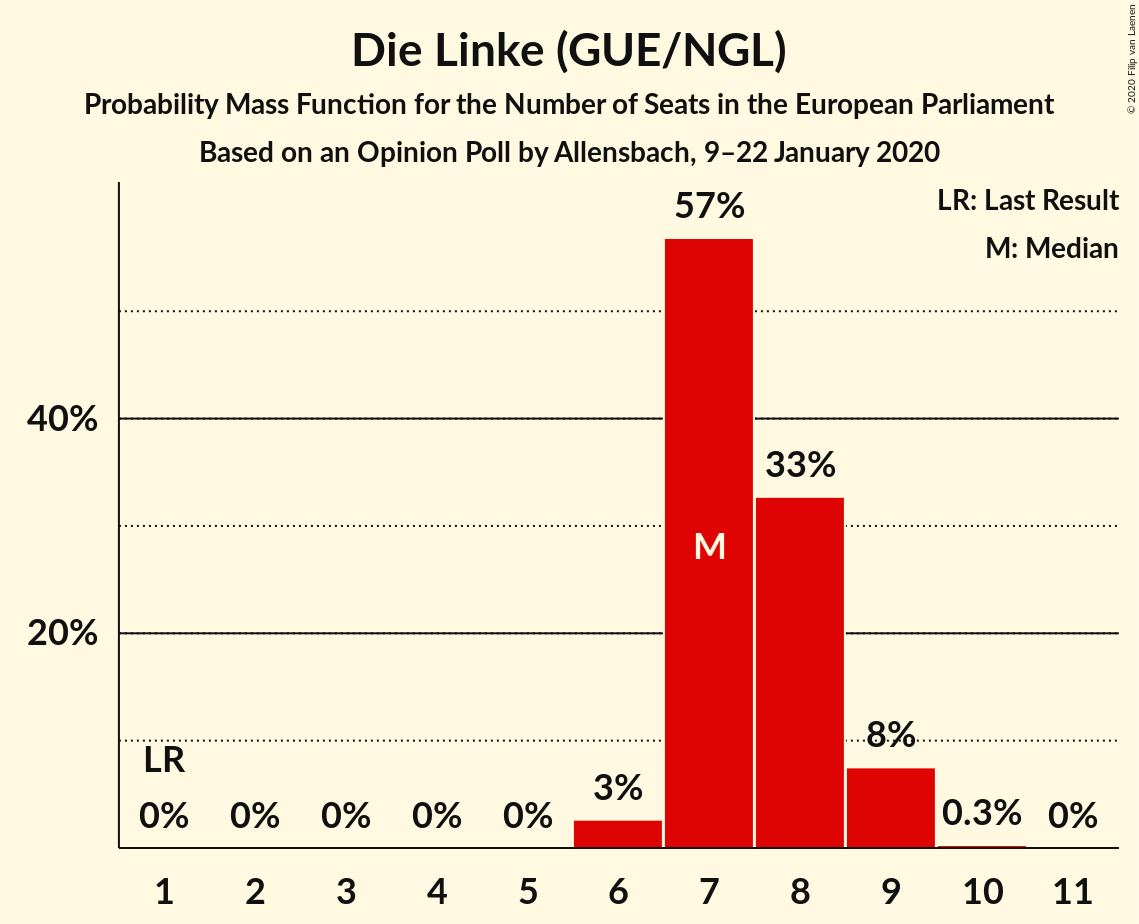 Die Linke (GUE/NGL)
Probability Mass Function for the Number of Seats in the European Parliament
Based on an Opinion Poll by Allensbach, 9–22 January 2020
© 2020 Filip van Laenen
LR: Last Result
M: Median
57%
40%
33%
M
20%
8%
LR
3%
0% 0% 0% 0% 0% 0.3% 0%
1 2 3 4 5 6 7 8 9 10 11